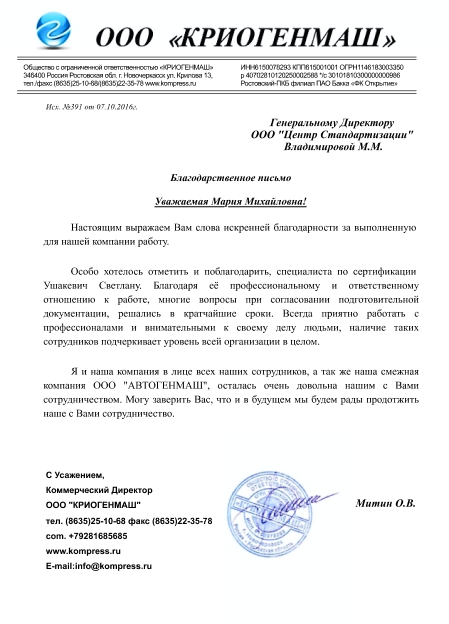 ООО «КРИОГЕНМАШ»
Общество с ограниченной ответственностью «КРИОГЕНМАШ»
346400 Россия Ростовская обл. г. Новочеркасск ул. Крилова 13,
тел./факс (8635)25-10-68/(8635)22-35-78 www.kompress.ru
ИНН6150078293 КПП615001001 ОГРН1146183003350
р 40702810120250002588 °/с 30101810300000000986
Ростовский-ПКБ филиал ПАО Банка «ФК Открытие»
Исх. №391 от 07.10.2016г.
Генеральному Директору
ООО "Центр Стандартизации"
Владимировой М.М.
Благодарственное письмо
Уважаемая Мария Михайловна!
Настоящим выражаем Вам слова искренней благодарности за выполненную
для нашей компании работу.
Особо хотелось отметить и поблагодарить, специалиста по сертификации
Ушакевич Светлану. Благодаря её профессиональному и ответственному
отношению к работе, многие вопросы при согласовании подготовительной
документации, решались в кратчайшие сроки. Всегда приятно работать с
профессионалами и внимательными к своему делу людьми, наличие таких
сотрудников подчеркивает уровень всей организации в целом.
Я и наша компания в лице всех наших сотрудников, а так же наша смежная
компания ООО "АВТОГЕНМАШ", осталась очень довольна нашим с Вами
сотрудничеством. Могу заверить Вас, что и в будущем мы будем рады продотжить
наше с Вами сотрудничество.
С Усажением,
Коммерческий Директор
ООО "КРИОГЕНМАШ"
тел. (8635)25-10-68 факс (8635)22-35-78
com. +79281685685
www.kompress.ru
E-mail:info@kompress.ru
Митин О.В.